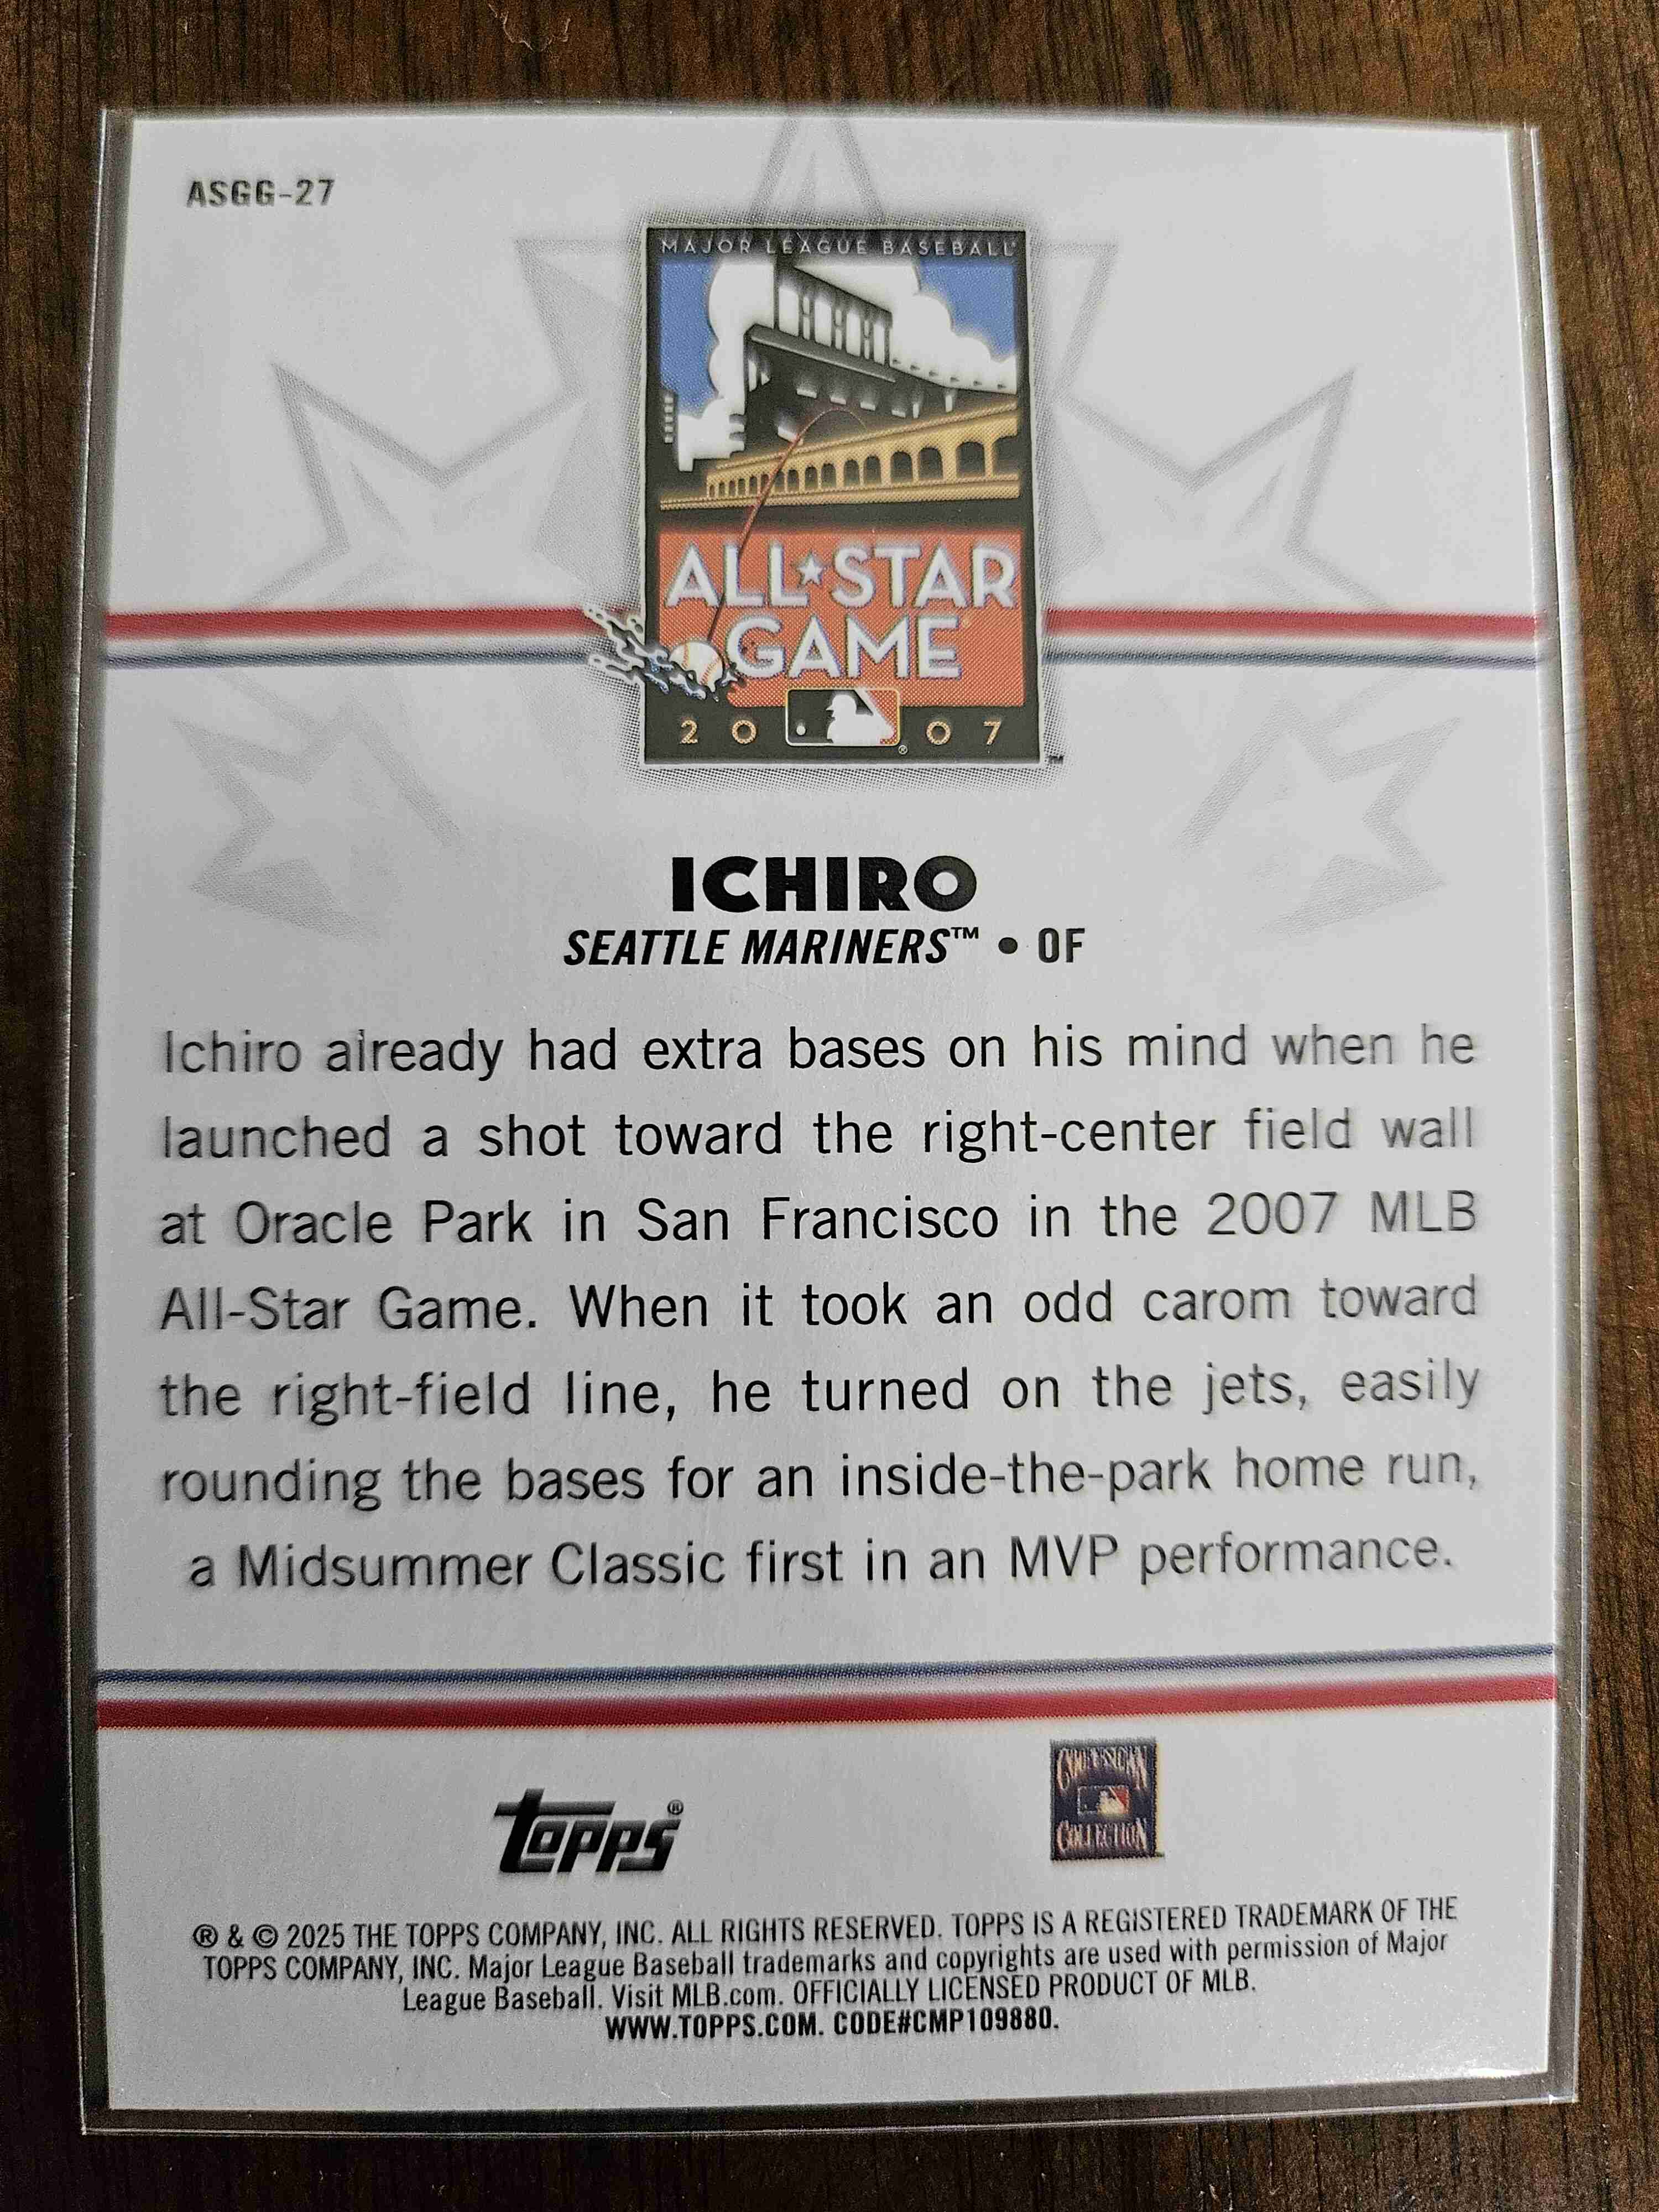 ASGG-27
MAJOR LEAGUE BASEBALL®
ALL★STAR
GAME
2007
®
™
ICHIRO
SEATTLE MARINERS™ • OF
Ichiro already had extra bases on his mind when he
launched a shot toward the right-center field wall
at Oracle Park in San Francisco in the 2007 MLB
All-Star Game. When it took an odd carom toward
the right-field line, he turned on the jets, easily
rounding the bases for an inside-the-park home run,
a Midsummer Classic first in an MVP performance.
topps®
COLLECTION
® & © 2025 THE TOPPS COMPANY, INC. ALL RIGHTS RESERVED. TOPPS IS A REGISTERED TRADEMARK OF THE
TOPPS COMPANY, INC. Major League Baseball trademarks and copyrights are used with permission of Major
League Baseball. Visit MLB.com. OFFICIALLY LICENSED PRODUCT OF MLB.
WWW.TOPPS.COM. CODE#CMP109880.